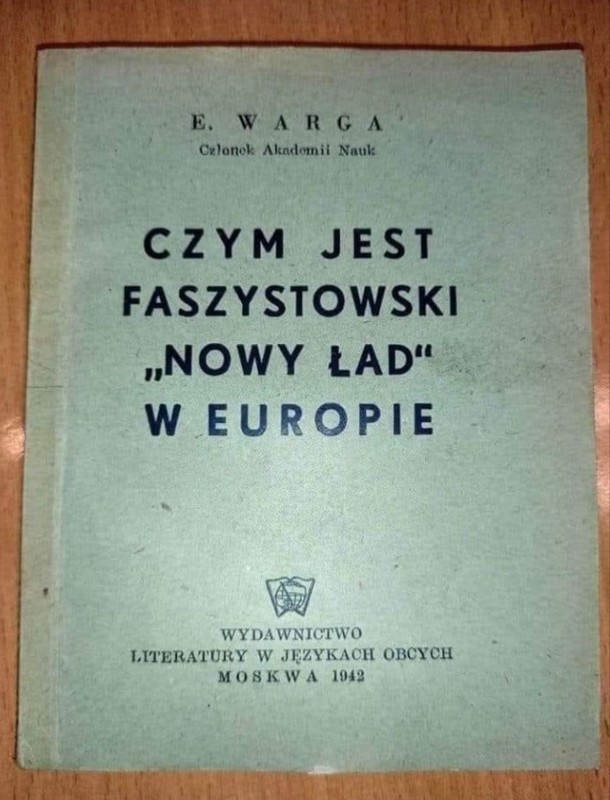 E. WARGA
Członek Akademii Nauk
CZYM JEST
FASZYSTOWSKI
„NOWY ŁAD“
W EUROPIE
WYDAWNICTWO
LITERATURY W JĘZYKACH OBCYCH
MOSKWA 1942